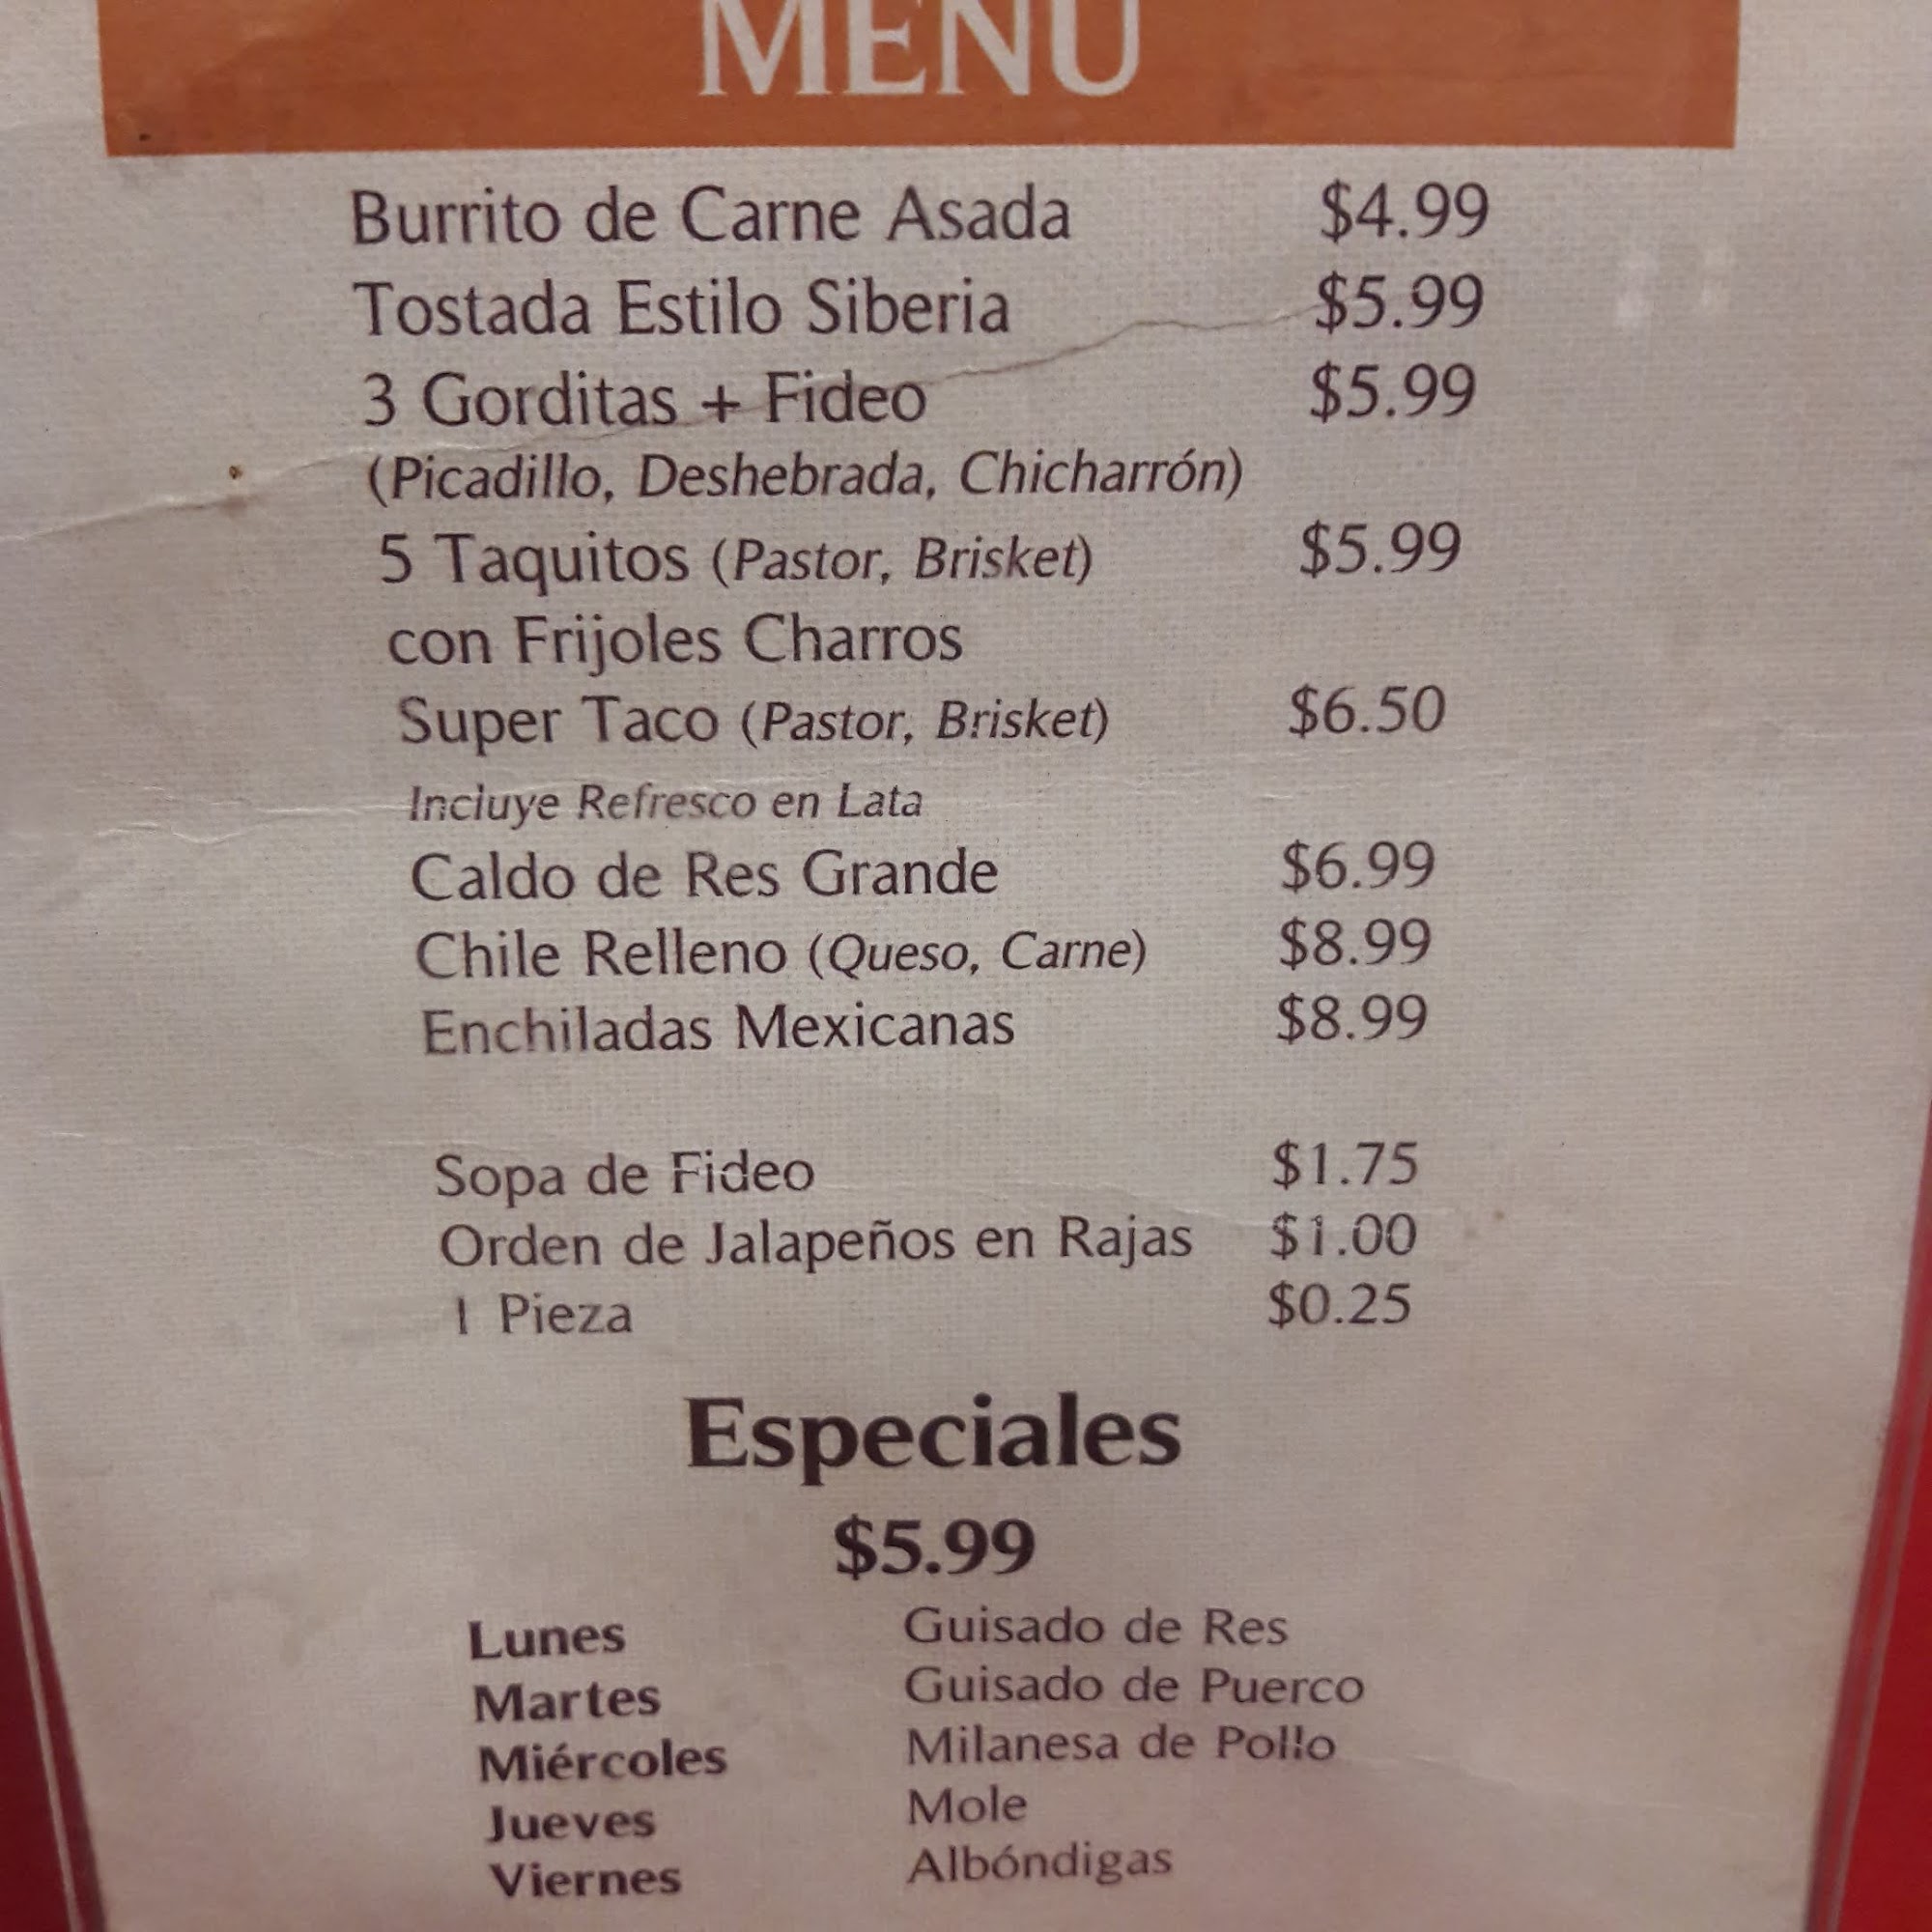 MENU
Burrito de Carne Asada $4.99
Tostada Estilo Siberia $5.99
3 Gorditas + Fideo $5.99
(Picadillo, Deshebrada, Chicharrón)
5 Taquitos (Pastor, Brisket) $5.99
con Frijoles Charros
Super Taco (Pastor, Brisket) $6.50
Incluye Refresco en Lata
Caldo de Res Grande $6.99
Chile Relleno (Queso, Carne) $8.99
Enchiladas Mexicanas $8.99
Sopa de Fideo $1.75
Orden de Jalapeños en Rajas $1.00
1 Pieza $0.25
Especiales
$5.99
Lunes Guisado de Res
Martes Guisado de Puerco
Miércoles Milanesa de Pollo
Jueves Mole
Viernes Albóndigas